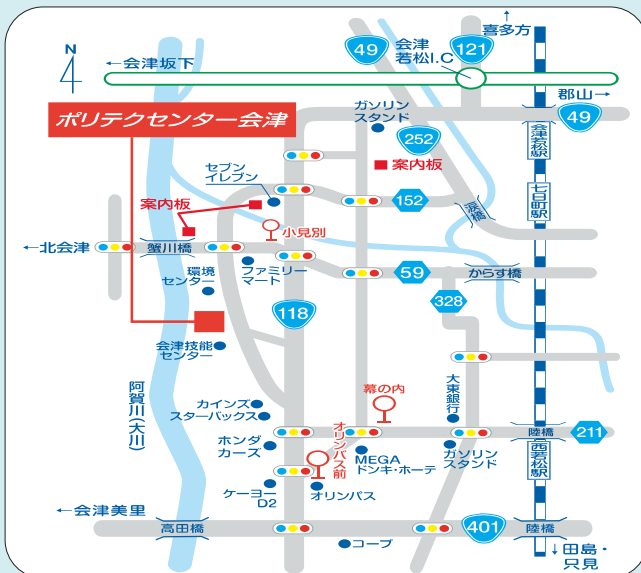 ↑
喜多方
N
49
会津
若松I.C
121
←会津坂下
郡山→
ポリテクセンター会津
ガソリン
スタンド
49
252
会津若松駅
セブン
イレブン
案内板
七日町駅
案内板
152
涙橋
小見別
←北会津
蟹川橋
環境
センター
ファミリー
マート
59
からす橋
328
118
会津技能
センター
阿賀川(大川)
カインズ
スターバックス
幕の内
大東銀行
オリンパス前
陸橋
211
ホンダ
カーズ
MEGA
ドンキ・ホーテ
ガソリン
スタンド
西若松駅
ケーヨー
D2
オリンパス
←会津美里
高田橋
401
陸橋
コープ
↓田島・
只見